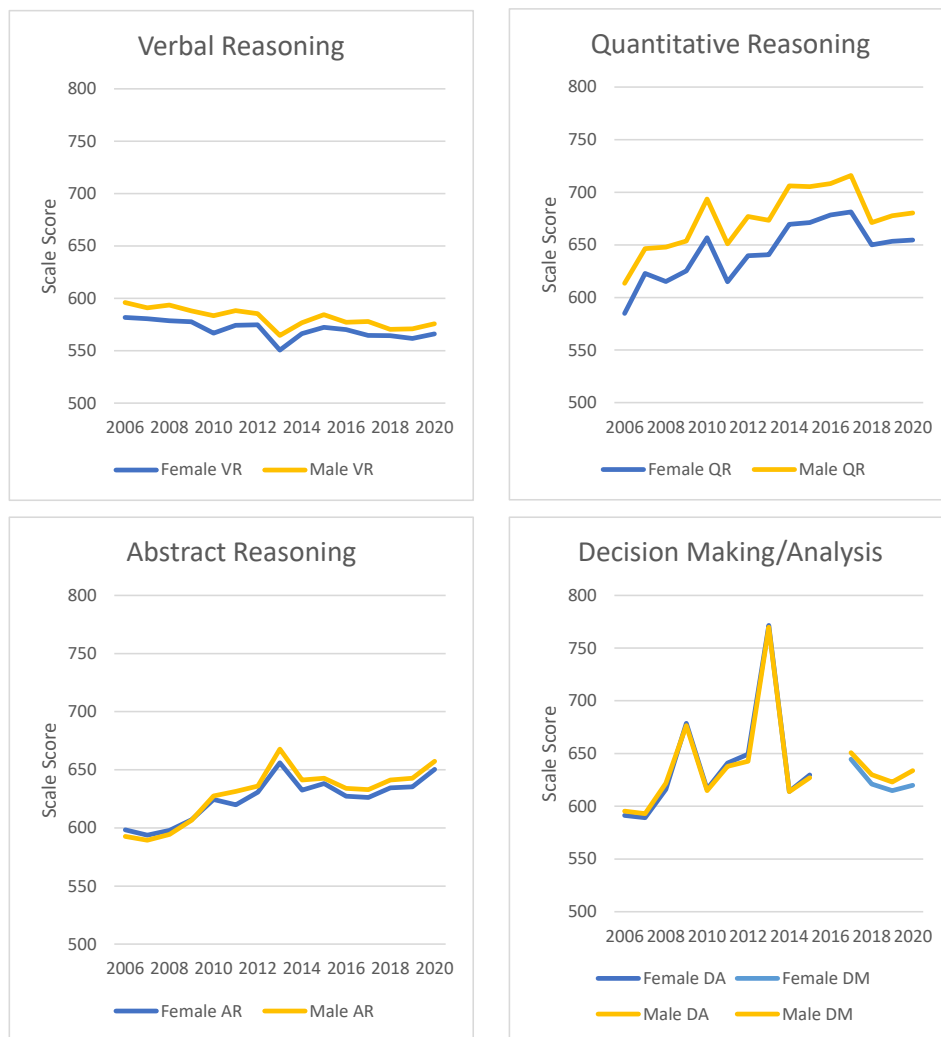 Verbal Reasoning
800
750
700
650
600
550
500
Scale Score
2006 2008 2010 2012 2014 2016 2018 2020
Female VR Male VR
Quantitative Reasoning
800
750
700
650
600
550
500
Scale Score
2006 2008 2010 2012 2014 2016 2018 2020
Female QR Male QR
Abstract Reasoning
800
750
700
650
600
550
500
Scale Score
2006 2008 2010 2012 2014 2016 2018 2020
Female AR Male AR
Decision Making/Analysis
800
750
700
650
600
550
500
Scale Score
2006 2008 2010 2012 2014 2016 2018 2020
Female DA Female DM
Male DA Male DM